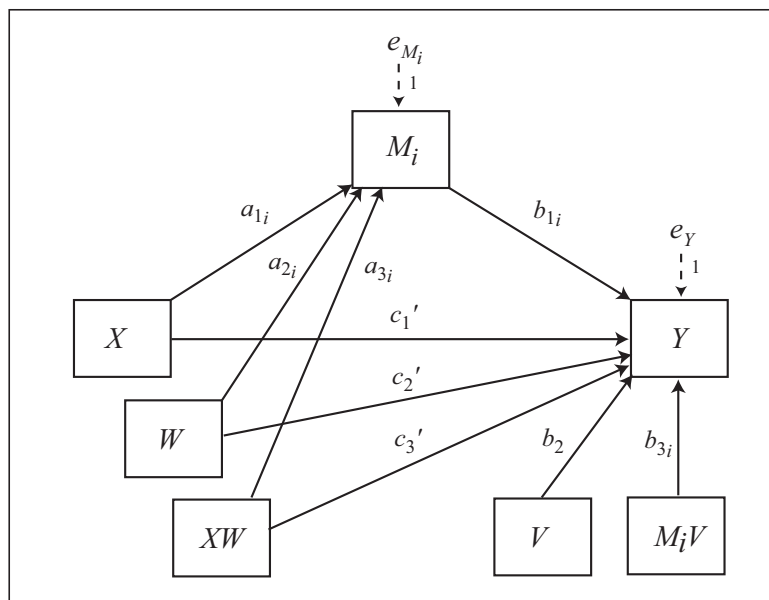 e_{M_i}
1
M_i
a_{1i}
b_{1i}
a_{2i}
a_{3i}
e_Y
1
X
c_1'
Y
c_2'
W
c_3'
b_2
b_{3i}
XW
V
M_iV